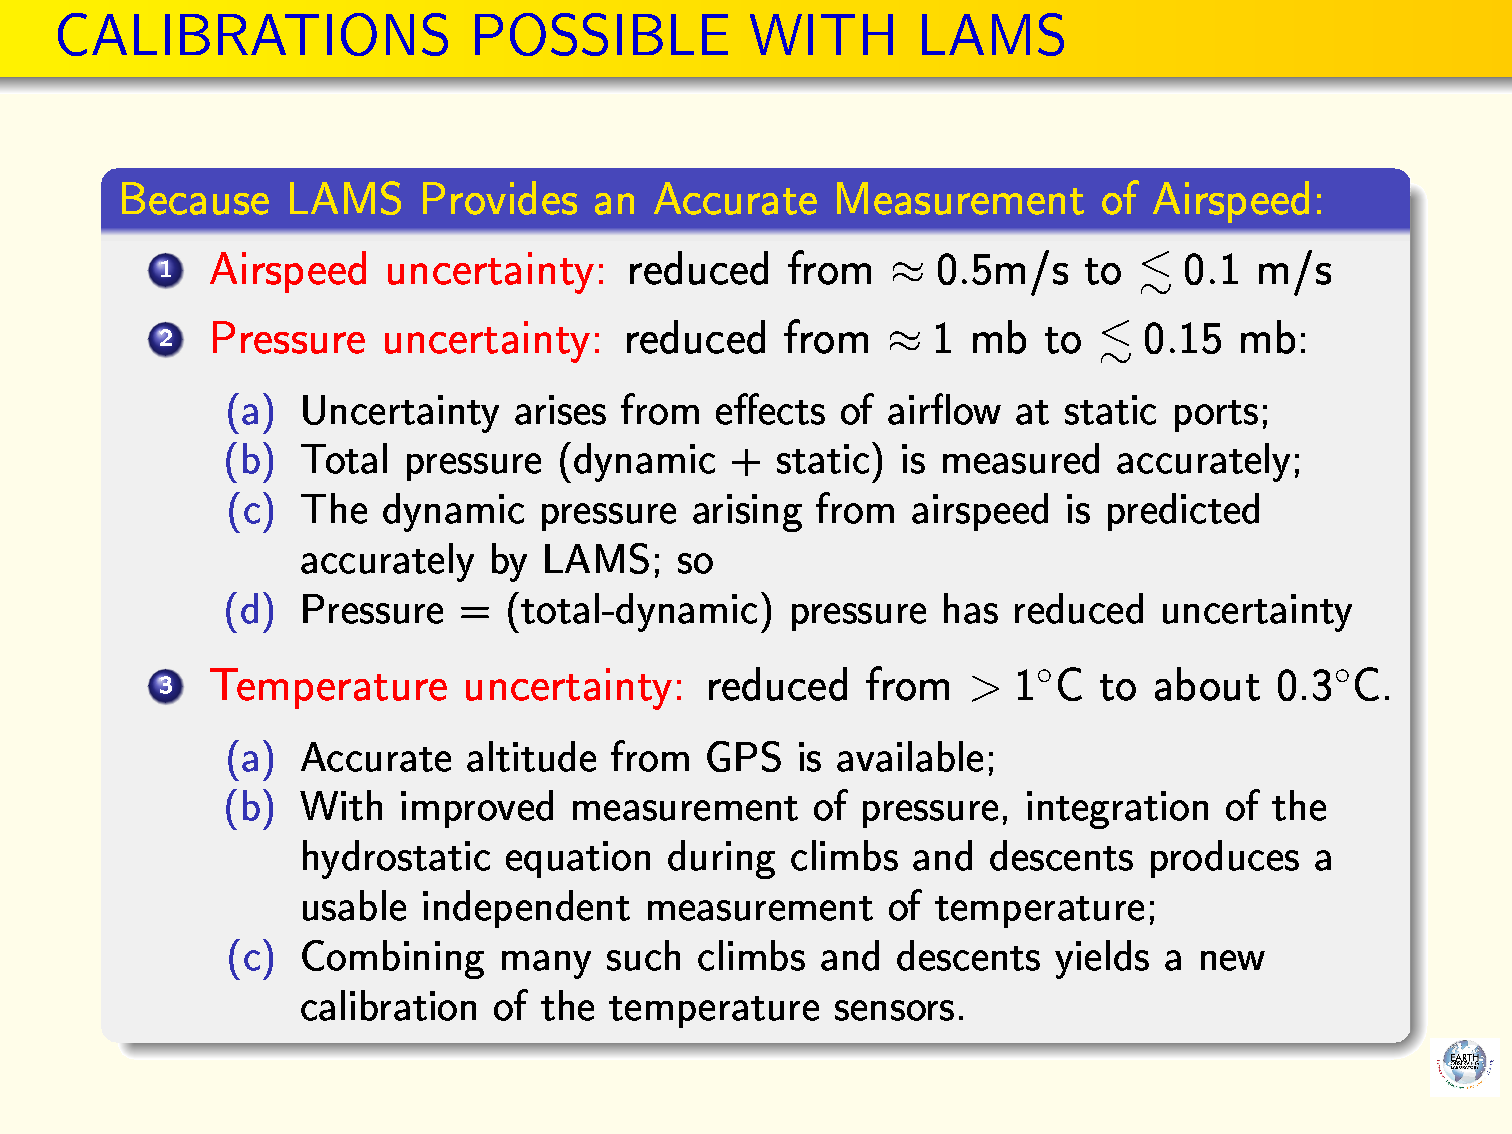 CALIBRATIONS POSSIBLE WITH LAMS
Because LAMS Provides an Accurate Measurement of Airspeed:
1 Airspeed uncertainty: reduced from ≈ 0.5m/s to ≲ 0.1 m/s
2 Pressure uncertainty: reduced from ≈ 1 mb to ≲ 0.15 mb:
(a) Uncertainty arises from effects of airflow at static ports;
(b) Total pressure (dynamic + static) is measured accurately;
(c) The dynamic pressure arising from airspeed is predicted
accurately by LAMS; so
(d) Pressure = (total-dynamic) pressure has reduced uncertainty
3 Temperature uncertainty: reduced from > 1°C to about 0.3°C.
(a) Accurate altitude from GPS is available;
(b) With improved measurement of pressure, integration of the
hydrostatic equation during climbs and descents produces a
usable independent measurement of temperature;
(c) Combining many such climbs and descents yields a new
calibration of the temperature sensors.
EARTH